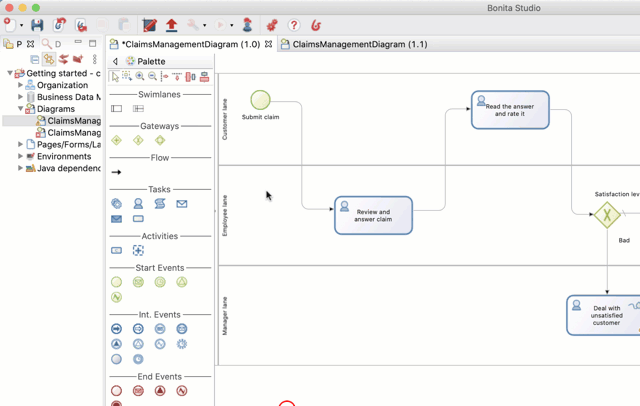 Bonita Studio
P
D
*ClaimsManagementDiagram (1.0)
ClaimsManagementDiagram (1.1)
Getting started - c
Organization
Business Data M
Diagrams
ClaimsManag
ClaimsManag
Pages/Forms/La
Environments
Java dependenc
Palette
Swimlanes
Gateways
Flow
Tasks
Activities
Start Events
Int. Events
End Events
Customer lane
Submit claim
Read the answer
and rate it
Employee lane
Review and
answer claim
Satisfaction lev
Bad
Manager lane
Deal with
unsatisfied
customer